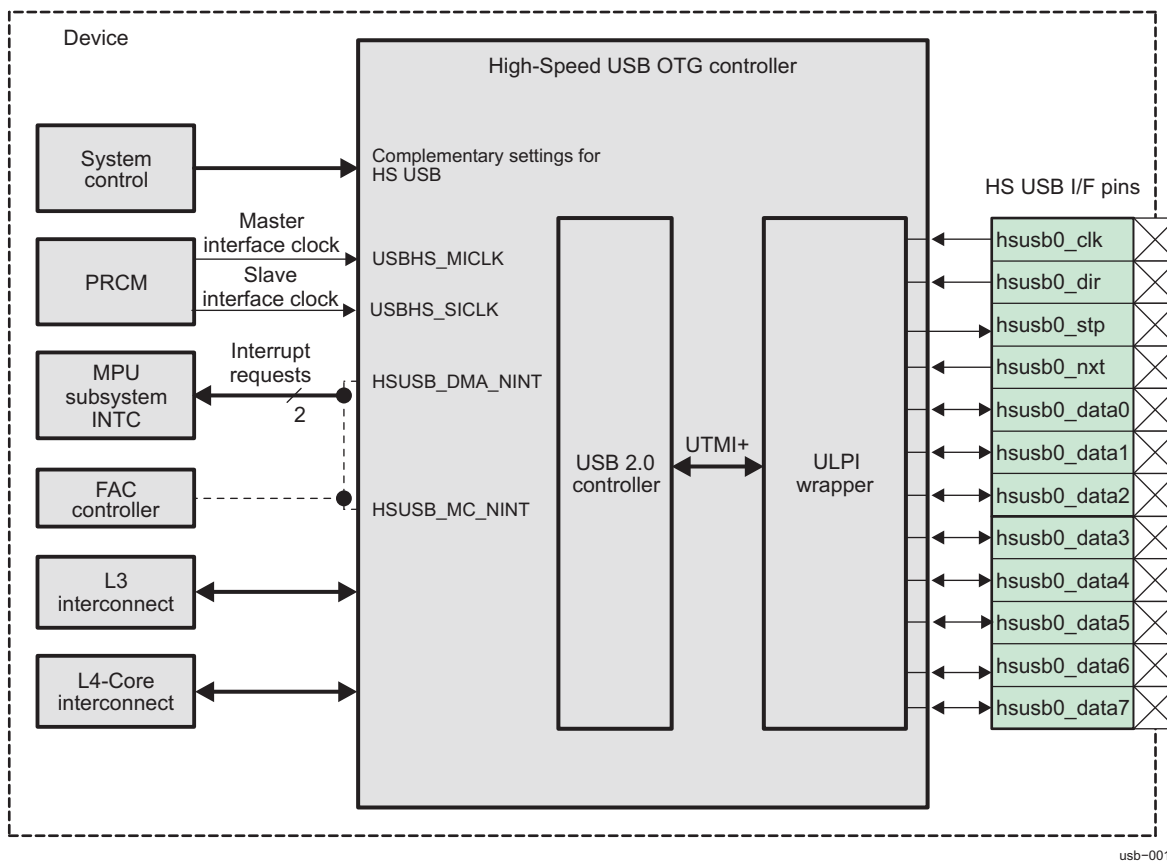 Device
High-Speed USB OTG controller
System
control
Complementary settings for
HS USB
HS USB I/F pins
Master
interface clock
PRCM
USBHS_MICLK
Slave
interface clock
USBHS_SICLK
MPU
subsystem
INTC
Interrupt
requests
2
HSUSB_DMA_NINT
FAC
controller
HSUSB_MC_NINT
L3
interconnect
L4-Core
interconnect
USB 2.0
controller
UTMI+
ULPI
wrapper
hsusb0_clk
hsusb0_dir
hsusb0_stp
hsusb0_nxt
hsusb0_data0
hsusb0_data1
hsusb0_data2
hsusb0_data3
hsusb0_data4
hsusb0_data5
hsusb0_data6
hsusb0_data7
usb−001